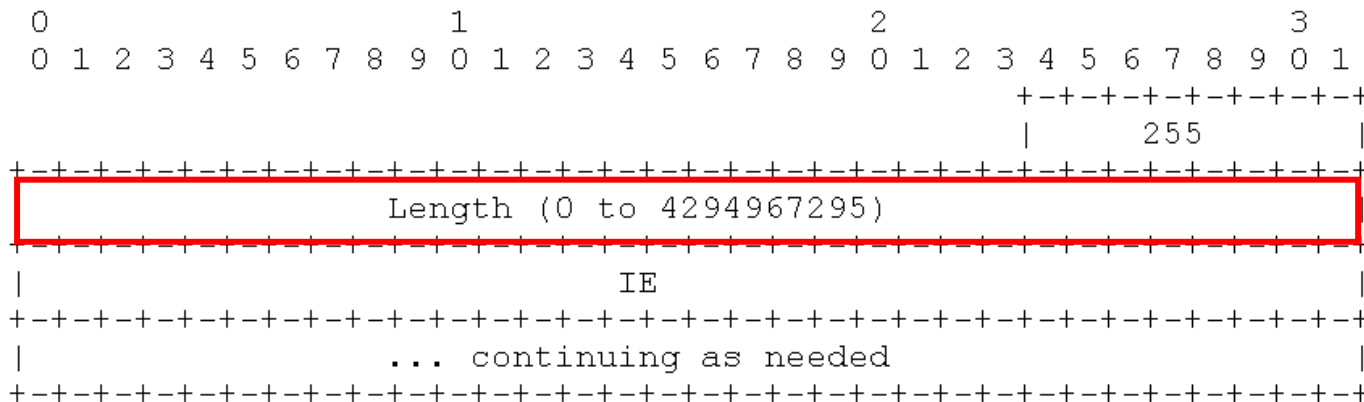 0                   1                   2                   3
0 1 2 3 4 5 6 7 8 9 0 1 2 3 4 5 6 7 8 9 0 1 2 3 4 5 6 7 8 9 0 1
+-+-+-+-+-+-+-+-+
|     255       |
+-+-+-+-+-+-+-+-+-+-+-+-+-+-+-+-+-+-+-+-+-+-+-+-+-+-+-+-+-+-+-+-+
Length (0 to 4294967295) |
+-+-+-+-+-+-+-+-+-+-+-+-+-+-+-+-+-+-+-+-+-+-+-+-+-+-+-+-+-+-+-+-+
|                            IE                                 |
+-+-+-+-+-+-+-+-+-+-+-+-+-+-+-+-+-+-+-+-+-+-+-+-+-+-+-+-+-+-+-+-+
|                 ... continuing as needed                      |
+-+-+-+-+-+-+-+-+-+-+-+-+-+-+-+-+-+-+-+-+-+-+-+-+-+-+-+-+-+-+-+-+